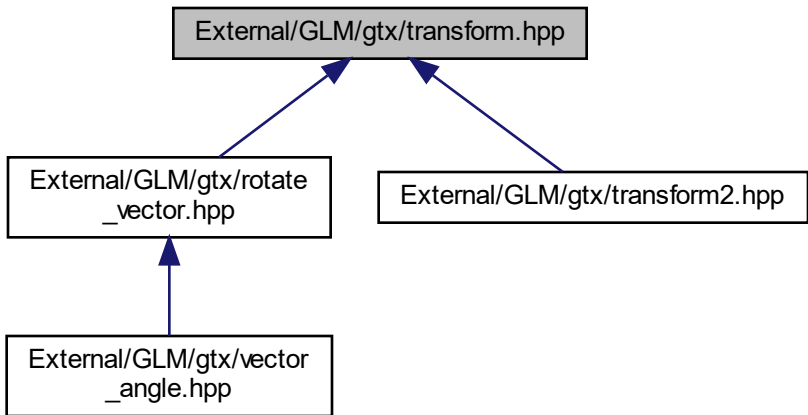 External/GLM/gtx/transform.hpp
External/GLM/gtx/rotate
_vector.hpp
External/GLM/gtx/transform2.hpp
External/GLM/gtx/vector
_angle.hpp